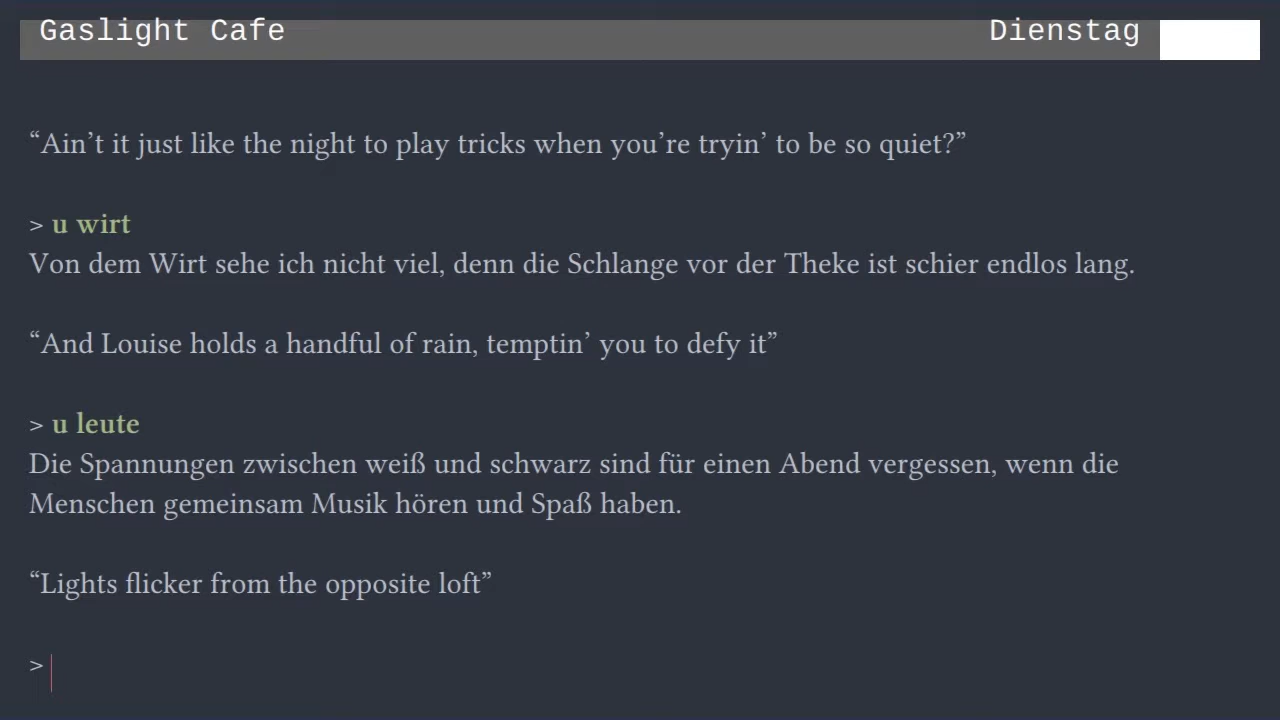 Gaslight Cafe Dienstag
“Ain’t it just like the night to play tricks when you’re tryin’ to be so quiet?”
> u wirt
Von dem Wirt sehe ich nicht viel, denn die Schlange vor der Theke ist schier endlos lang.
“And Louise holds a handful of rain, temptin’ you to defy it”
> u leute
Die Spannungen zwischen weiß und schwarz sind für einen Abend vergessen, wenn die
Menschen gemeinsam Musik hören und Spaß haben.
“Lights flicker from the opposite loft”
>